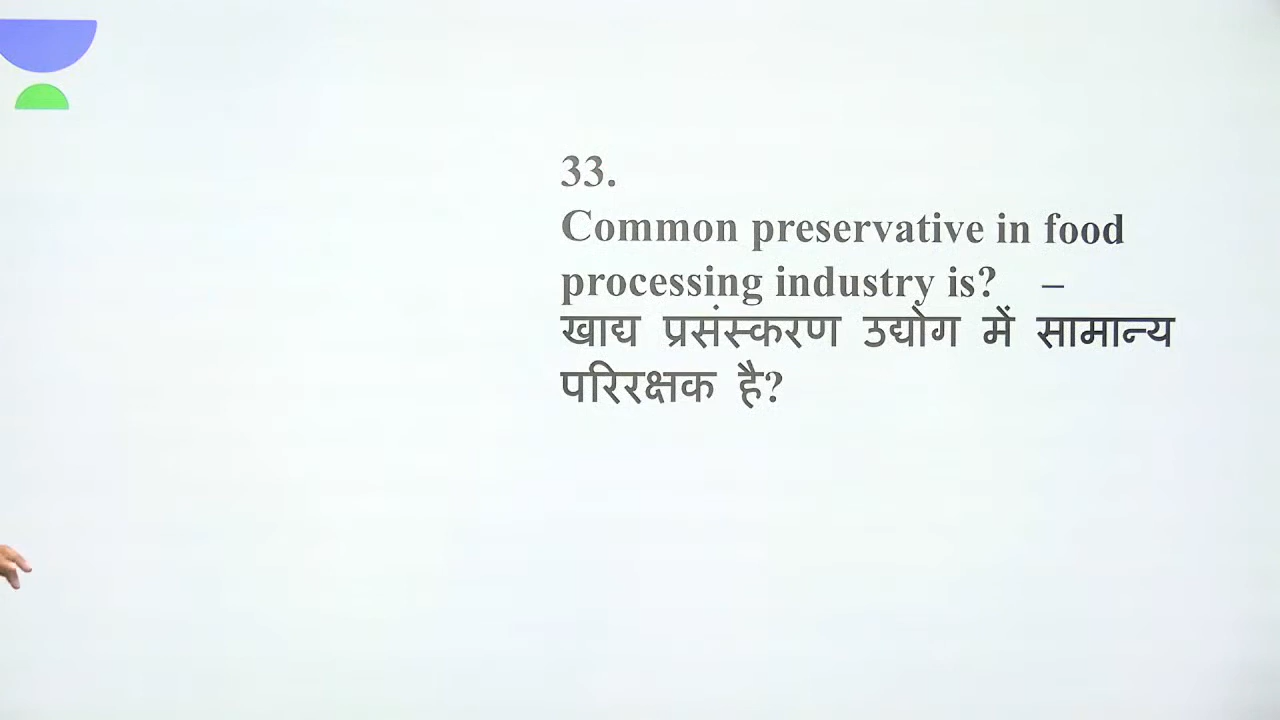 33.
Common preservative in food
processing industry is? –
खाद्य प्रसंस्करण उद्योग में सामान्य
परिरक्षक है?